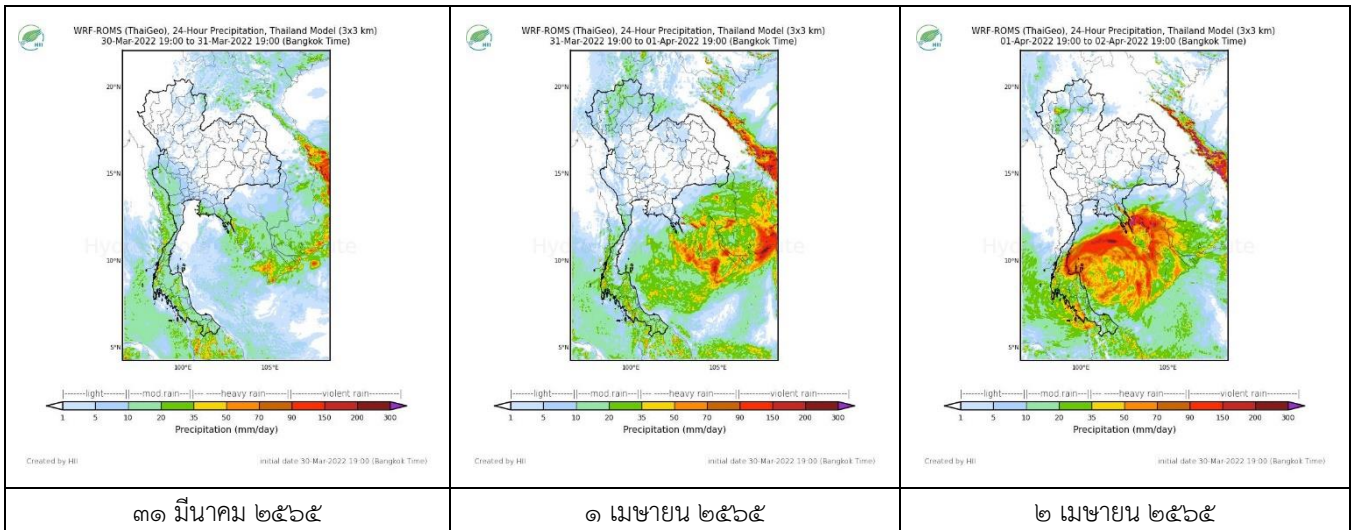 WRF-ROMS (ThaiGeo), 24-Hour Precipitation, Thailand Model (3x3 km)
30-Mar-2022 19:00 to 31-Mar-2022 19:00 (Bangkok Time)
20°N
15°N
10°N
5°N
100°E 105°E
|------light------||---mod.rain---||--- ---heavy rain ------||------violent rain------|
1 5 10 20 35 50 70 90 150 200 300
Precipitation (mm/day)
Created by HII initial date 30-Mar-2022 19:00 (Bangkok Time)
๓๑ มีนาคม ๒๕๖๕
WRF-ROMS (ThaiGeo), 24-Hour Precipitation, Thailand Model (3x3 km)
31-Mar-2022 19:00 to 01-Apr-2022 19:00 (Bangkok Time)
20°N
15°N
10°N
5°N
100°E 105°E
|------light------||---mod.rain---||--- ---heavy rain ------||------violent rain------|
1 5 10 20 35 50 70 90 150 200 300
Precipitation (mm/day)
Created by HII initial date 30-Mar-2022 19:00 (Bangkok Time)
๑ เมษายน ๒๕๖๕
WRF-ROMS (ThaiGeo), 24-Hour Precipitation, Thailand Model (3x3 km)
01-Apr-2022 19:00 to 02-Apr-2022 19:00 (Bangkok Time)
20°N
15°N
10°N
5°N
100°E 105°E
|------light------||---mod.rain---||--- ---heavy rain ------||------violent rain------|
1 5 10 20 35 50 70 90 150 200 300
Precipitation (mm/day)
Created by HII initial date 30-Mar-2022 19:00 (Bangkok Time)
๒ เมษายน ๒๕๖๕